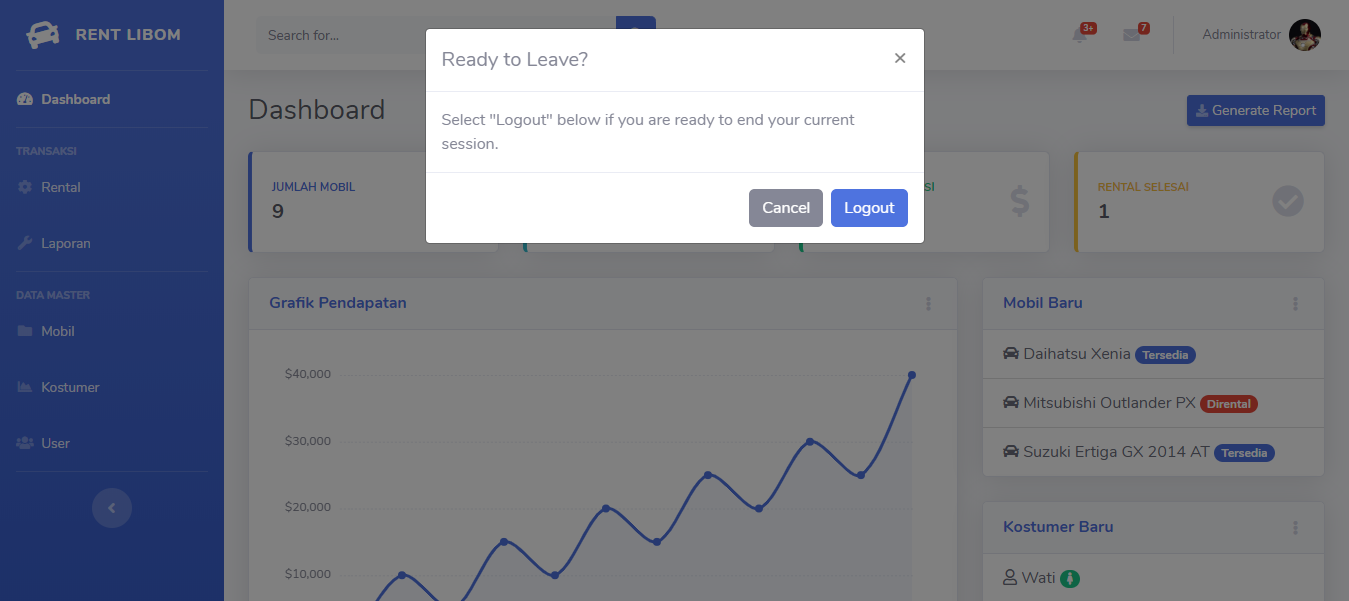 RENT LIBOM
Search for...
3+
7
Administrator
Ready to Leave?
×
Select "Logout" below if you are ready to end your current
session.
Cancel
Logout
Dashboard
TRANSAKSI
Rental
Laporan
DATA MASTER
Mobil
Kostumer
User
Dashboard
Generate Report
JUMLAH MOBIL
9
SI
RENTAL SELESAI
1
Grafik Pendapatan
$40,000
$30,000
$20,000
$10,000
Mobil Baru
Daihatsu Xenia Tersedia
Mitsubishi Outlander PX Dirental
Suzuki Ertiga GX 2014 AT Tersedia
Kostumer Baru
Wati